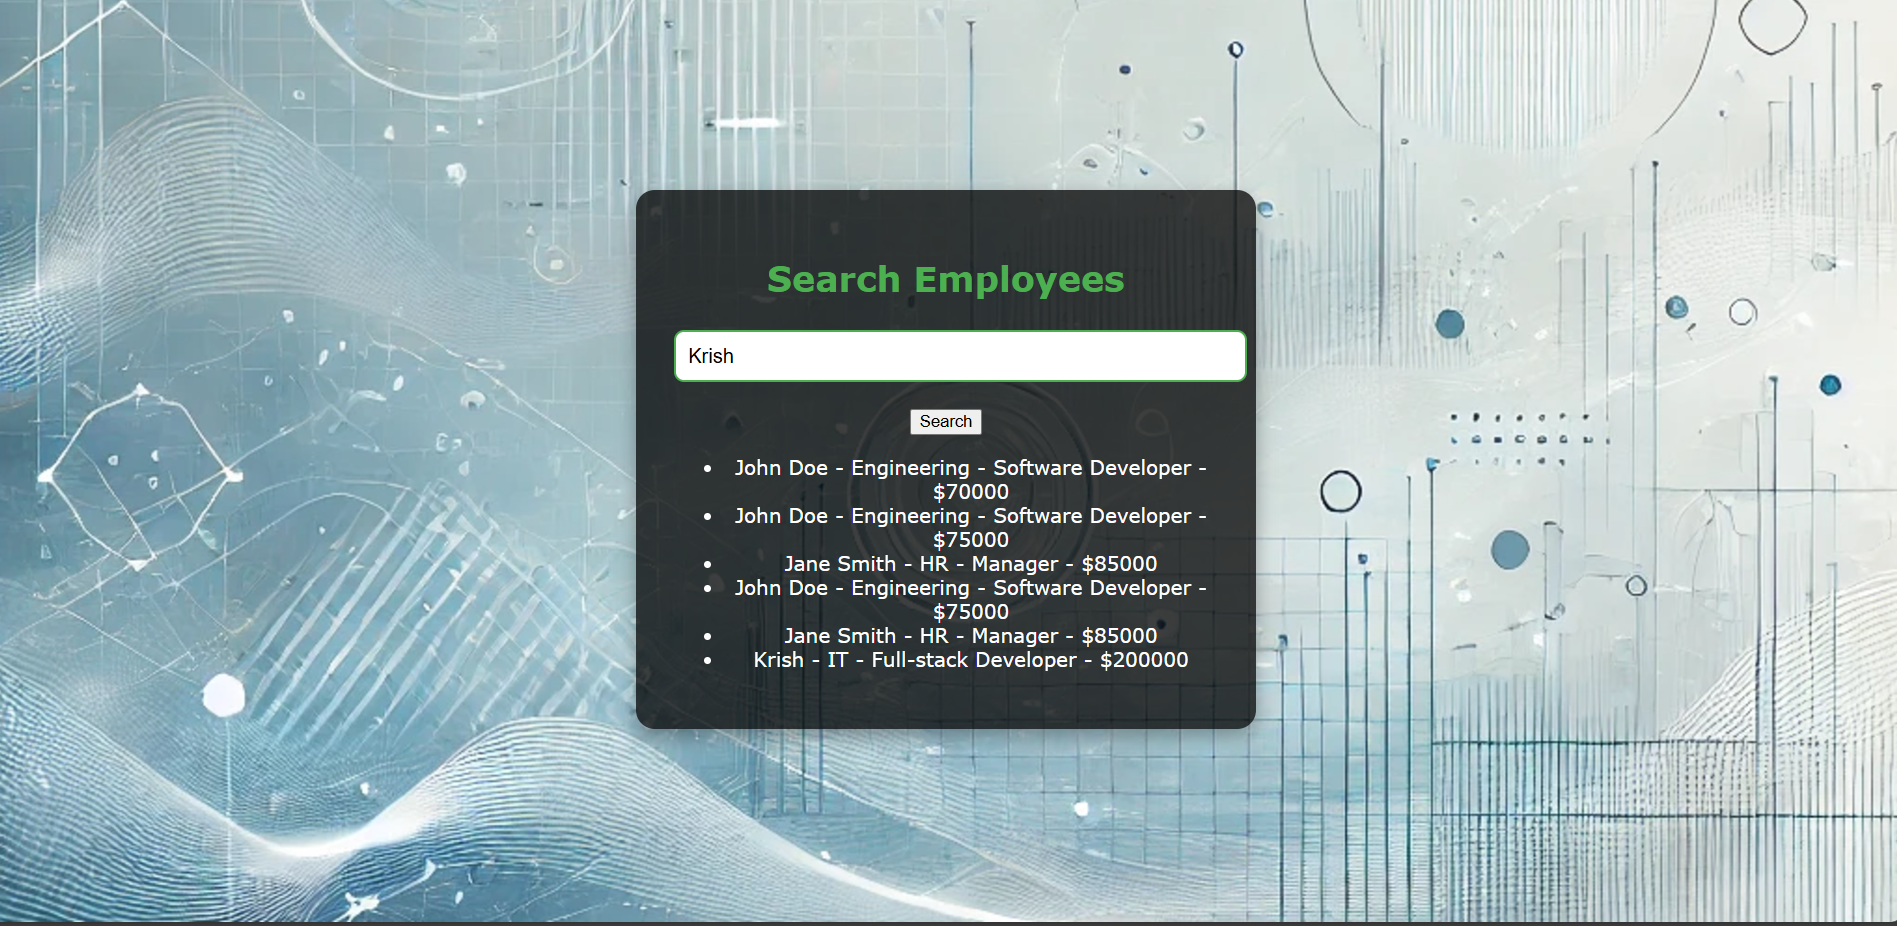 Search Employees
Krish
Search
John Doe - Engineering - Software Developer -
$70000
John Doe - Engineering - Software Developer -
$75000
Jane Smith - HR - Manager - $85000
John Doe - Engineering - Software Developer -
$75000
Jane Smith - HR - Manager - $85000
Krish - IT - Full-stack Developer - $200000